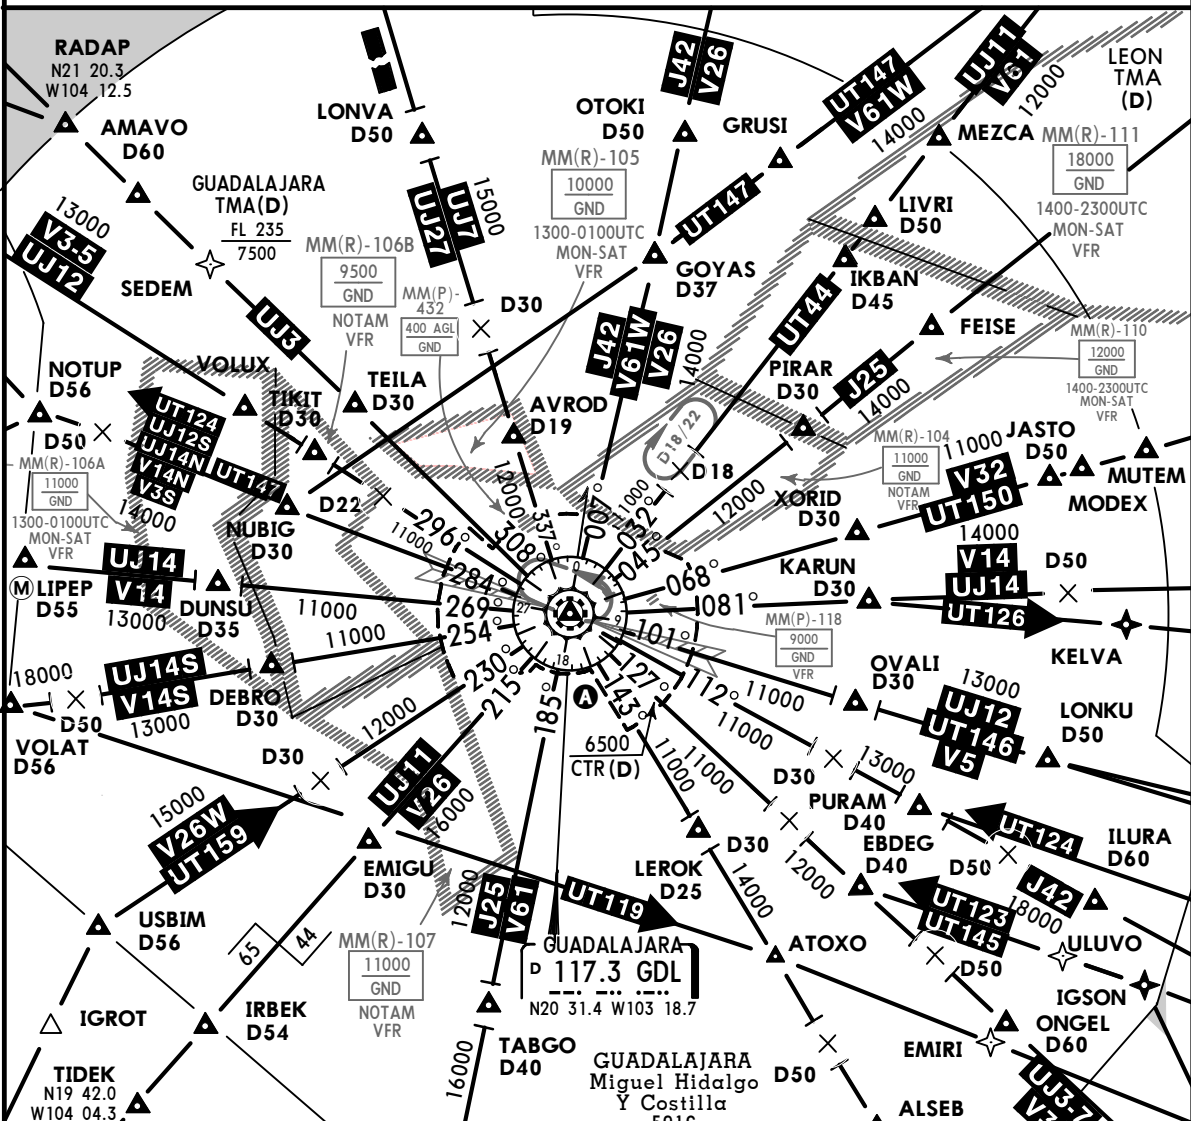 RADAP
N21 20.3
W104 12.5
AMAVO
D60
LONVA
D50
J42
V26
OTOKI
D50
GRUSI
UT147
V61W
14000
UJ11
V61
12000
LEON
TMA
(D)
MEZCA
MM(R)-111
18000
GND
1400-2300UTC
MON-SAT
VFR
MM(R)-105
10000
GND
1300-0100UTC
MON-SAT
VFR
GUADALAJARA
TMA(D)
FL 235
7500
13000
V3-5
UJ12
SEDEM
UJ3
UJ27
UJ7
15000
UT147
LIVRI
D50
MM(R)-106B
9500
GND
NOTAM
VFR
MM(P)-
432
400 AGL
GND
D30
GOYAS
D37
IKBAN
D45
UT44
FEISE
MM(R)-110
12000
GND
1400-2300UTC
MON-SAT
VFR
J42
V61W
V26
14000
PIRAR
D30
J25
14000
NOTUP
D56
VOLUX
TIKIT
D30
TEILA
D30
AVROD
D19
D18/22
D18
D50
UT124
UJ12S
UJ14N
V14N
V3S
UT147
14000
MM(R)-106A
11000
GND
1300-0100UTC
MON-SAT
VFR
MM(R)-104
11000
GND
NOTAM
VFR
11000
JASTO
D50
V32
UT150
MUTEM
MODEX
D22
NUBIG
D30
12000
11000
12000
XORID
D30
14000
296°
308°
337°
007°
032°
045°
068°
081°
101°
112°
127°
143°
185°
215°
230°
254°
269°
284°
11000
0
9
18
27
KARUN
D30
V14
UJ14
UT126
D50
KELVA
UJ14
V14
13000
M
LIPEP
D55
DUNSU
D35
11000
11000
MM(P)-118
9000
GND
VFR
UJ14S
V14S
13000
18000
D50
VOLAT
D56
DEBRO
D30
A
6500
CTR(D)
OVALI
D30
11000
13000
UJ12
UT146
V5
LONKU
D50
D30
12000
11000
11000
11000
13000
D30
PURAM
D40
UT124
ILURA
D60
15000
V26W
UT159
UJ11
V26
16000
EMIGU
D30
D30
LEROK
D25
12000
EBDEG
D40
D50
J42
18000
14000
12000
J25
V61
UT119
UT123
UT145
USBIM
D56
65
44
MM(R)-107
11000
GND
NOTAM
VFR
GUADALAJARA
D 117.3 GDL
N20 31.4 W103 18.7
ATOXO
D50
ULUVO
IGSON
IGROT
IRBEK
D54
TABGO
D40
16000
EMIRI
ONGEL
D60
GUADALAJARA
Miguel Hidalgo
Y Costilla
D50
TIDEK
N19 42.0
W104 04.3
UJ3-7
ALSEB